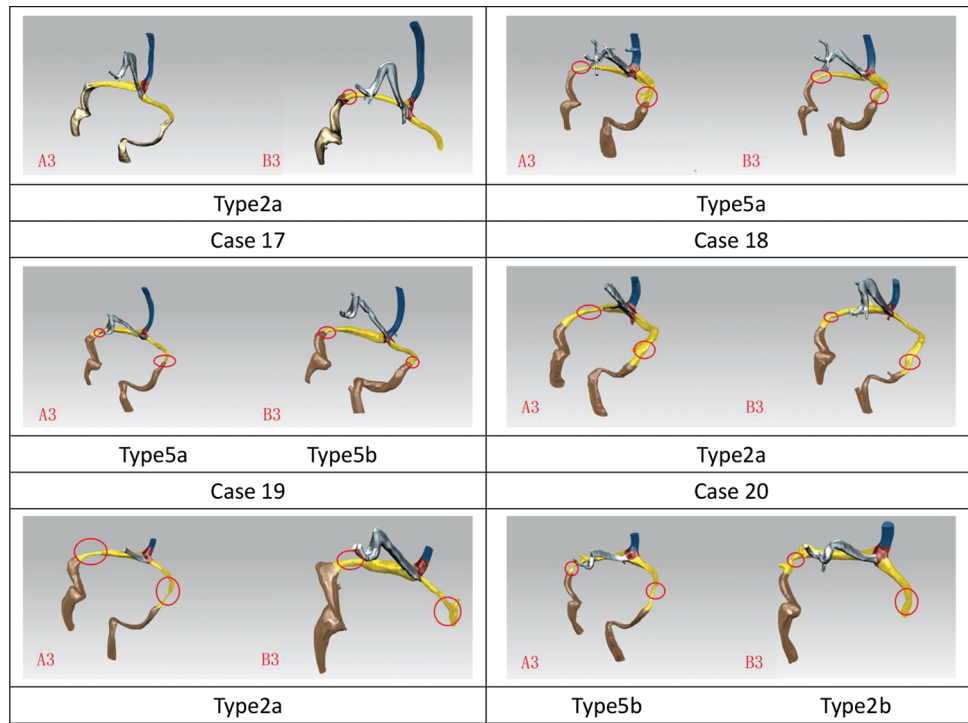 A3 B3 A3 B3
Type2a Type5a
Case 17 Case 18
A3 B3 A3 B3
Type5a Type5b Type2a
Case 19 Case 20
A3 B3 A3 B3
Type2a Type5b Type2b